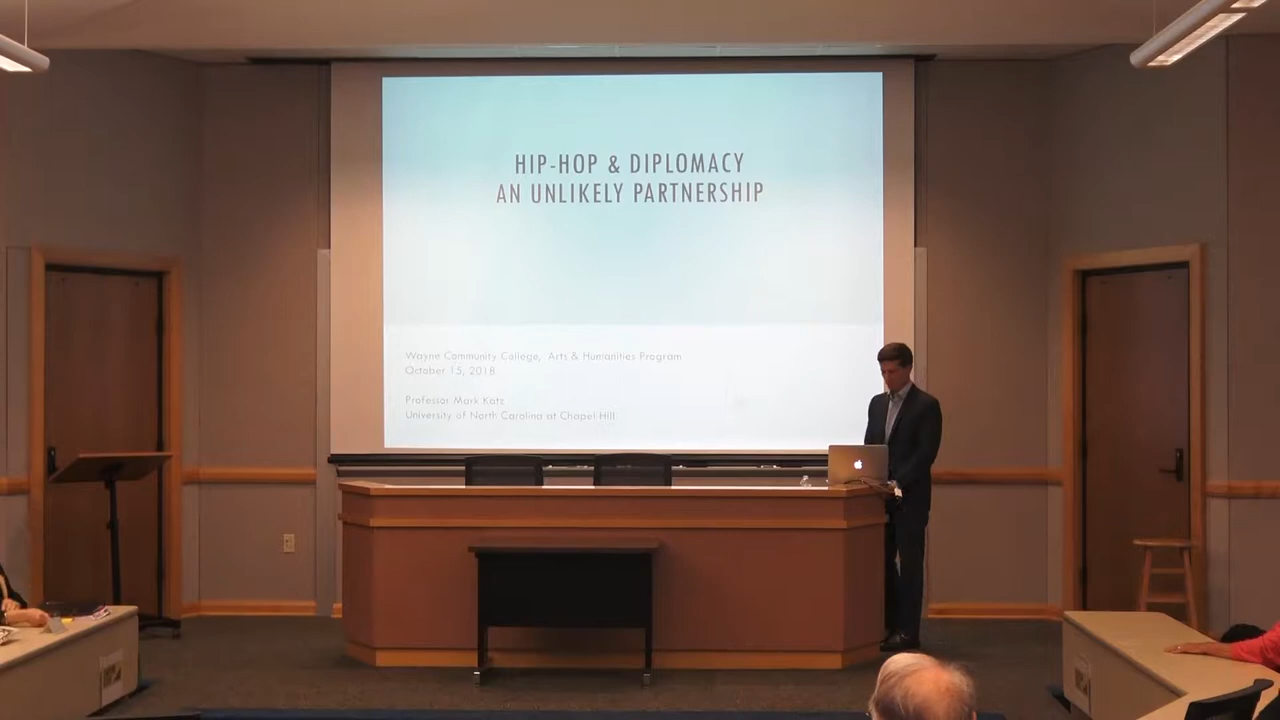 HIP-HOP & DIPLOMACY
AN UNLIKELY PARTNERSHIP
Wayne Community College, Arts & Humanities Program
October 15, 2018
Professor Mark Katz
University of North Carolina at Chapel Hill